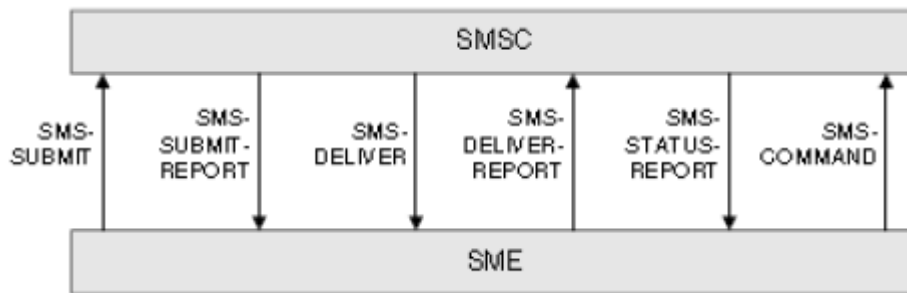 SMSC
SMS-
SUBMIT
SMS-
SUBMIT-
REPORT
SMS-
DELIVER
SMS-
DELIVER-
REPORT
SMS-
STATUS-
REPORT
SMS-
COMMAND
SME